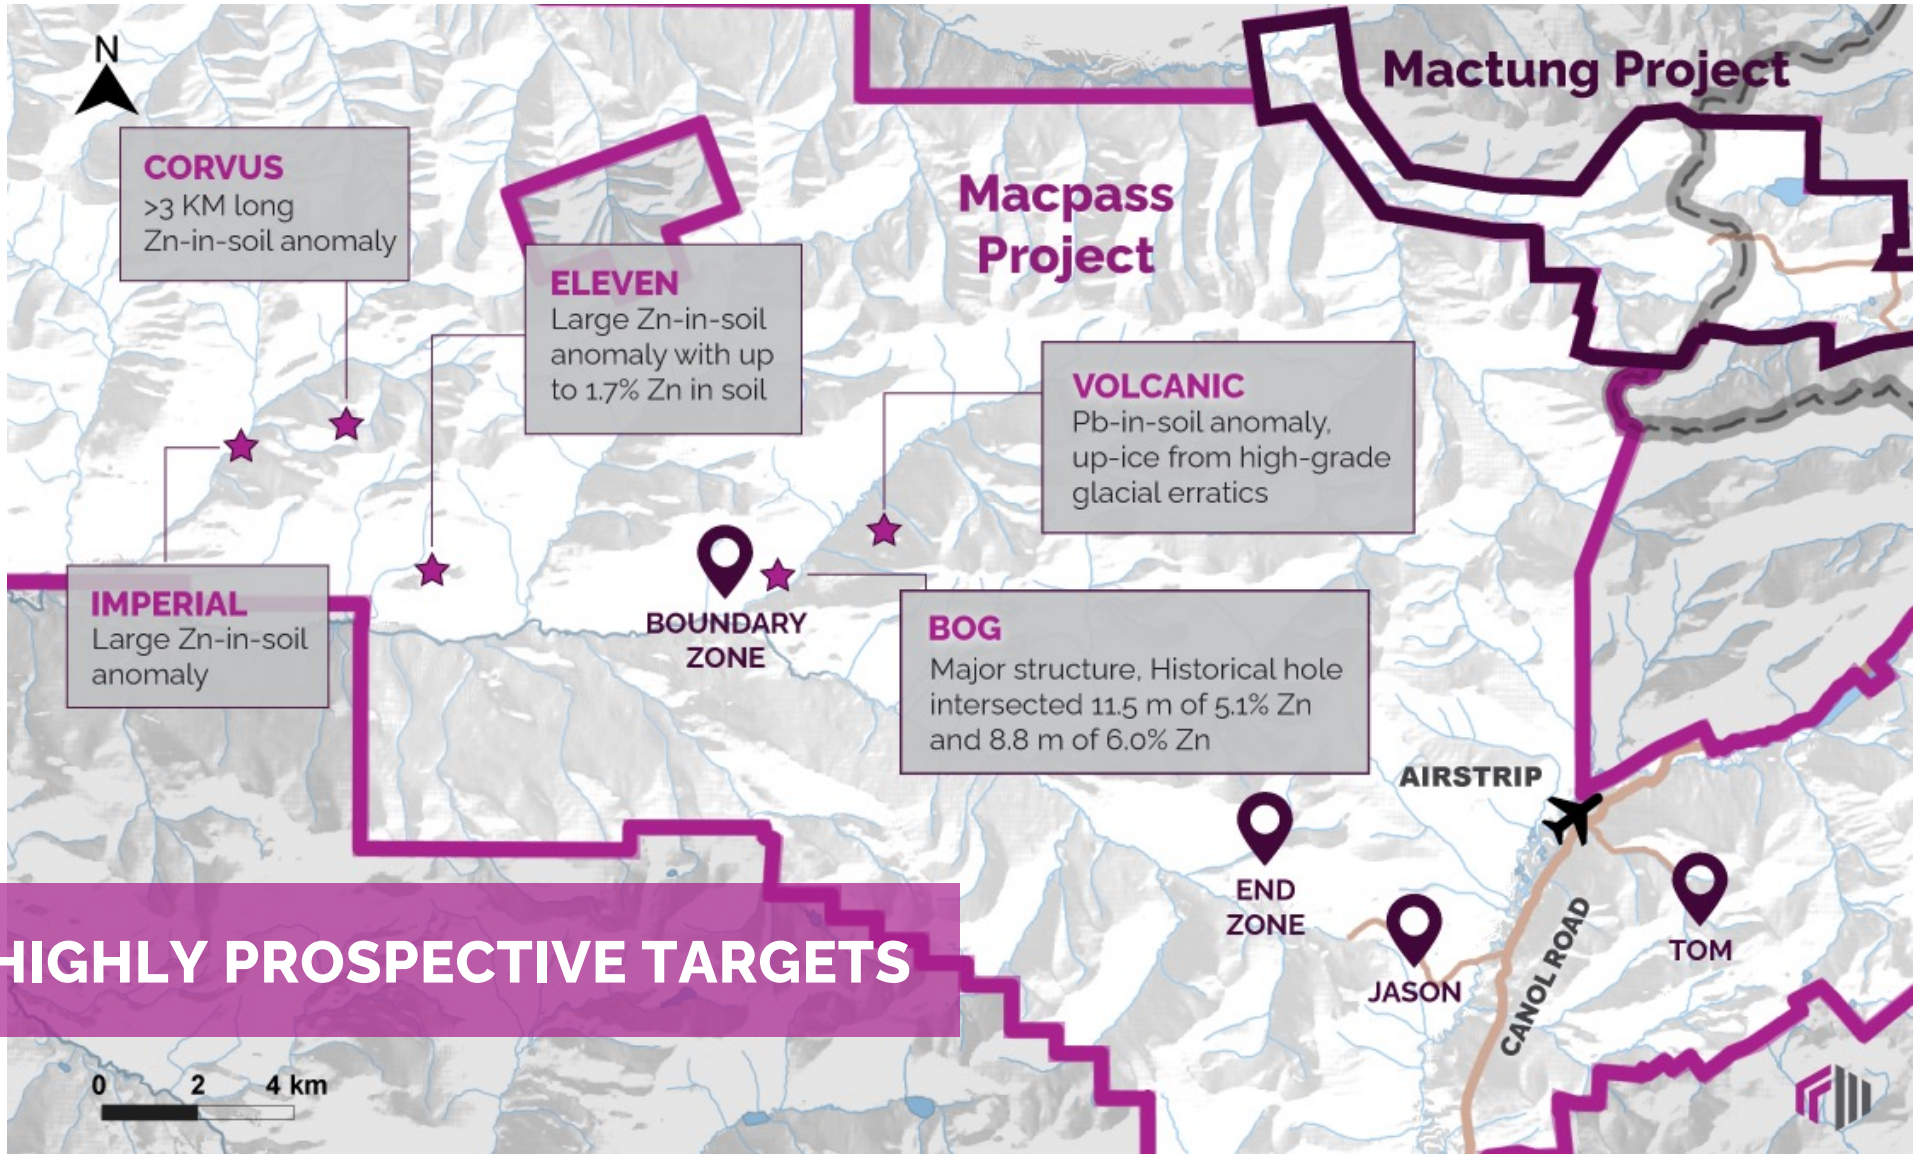 N
Mactung Project
CORVUS
>3 KM long
Zn-in-soil anomaly
Macpass
Project
ELEVEN
Large Zn-in-soil
anomaly with up
to 1.7% Zn in soil
VOLCANIC
Pb-in-soil anomaly,
up-ice from high-grade
glacial erratics
IMPERIAL
Large Zn-in-soil
anomaly
BOUNDARY
ZONE
BOG
Major structure, Historical hole
intersected 11.5 m of 5.1% Zn
and 8.8 m of 6.0% Zn
AIRSTRIP
END
ZONE
JASON
TOM
CANOL ROAD
HIGHLY PROSPECTIVE TARGETS
0 2 4 km